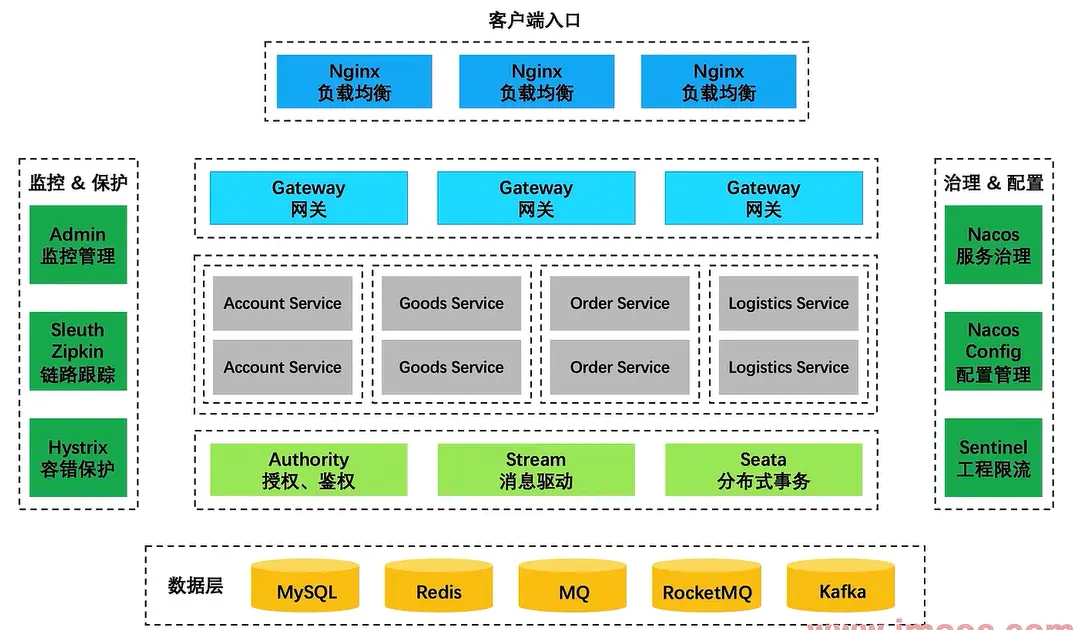 客户端入口
Nginx
负载均衡
Nginx
负载均衡
Nginx
负载均衡
监控 & 保护
Admin
监控管理
Sleuth
Zipkin
链路跟踪
Hystrix
容错保护
Gateway
网关
Gateway
网关
Gateway
网关
Account Service
Goods Service
Order Service
Logistics Service
Account Service
Goods Service
Order Service
Logistics Service
Authority
授权、鉴权
Stream
消息驱动
Seata
分布式事务
治理 & 配置
Nacos
服务治理
Nacos
Config
配置管理
Sentinel
工程限流
数据层
MySQL
Redis
MQ
RocketMQ
Kafka